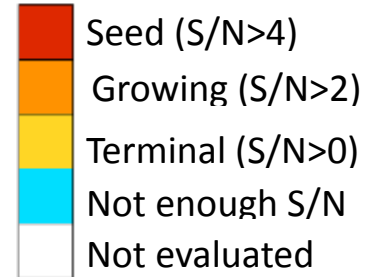 Seed (S/N>4)
Growing (S/N>2)
Terminal (S/N>0)
Not enough S/N
Not evaluated